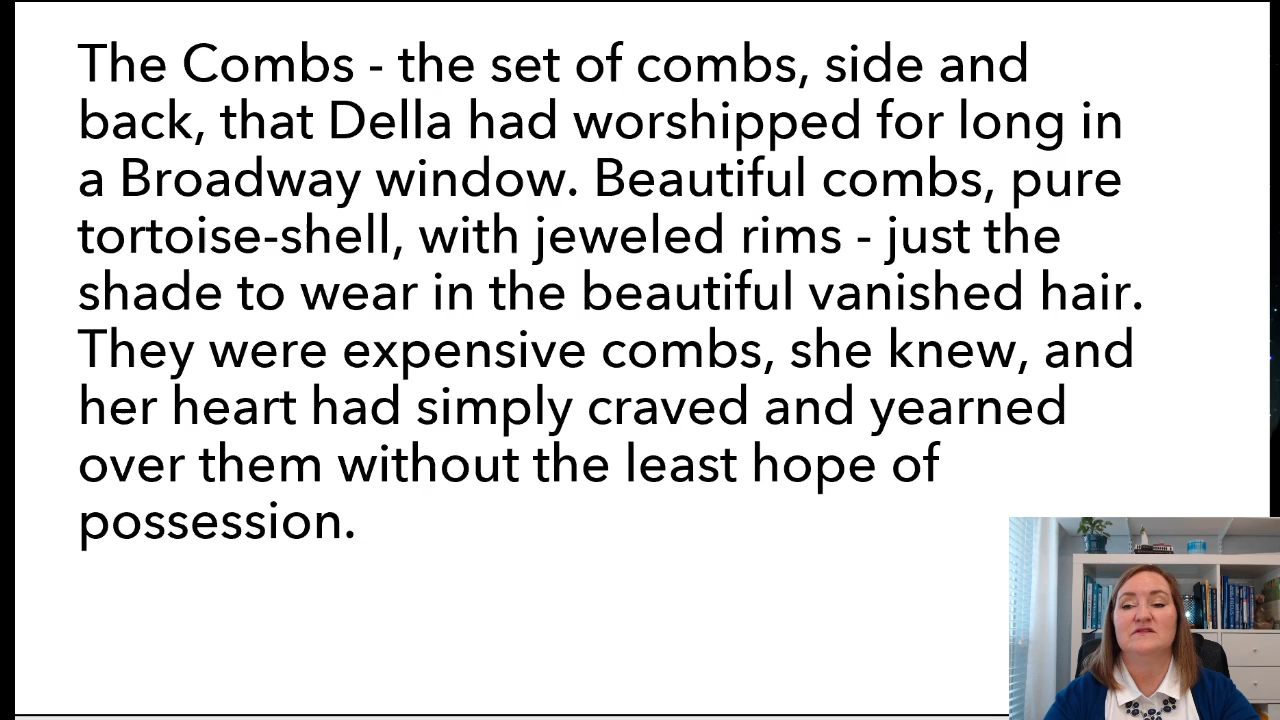 The Combs - the set of combs, side and
back, that Della had worshipped for long in
a Broadway window. Beautiful combs, pure
tortoise-shell, with jeweled rims - just the
shade to wear in the beautiful vanished hair.
They were expensive combs, she knew, and
her heart had simply craved and yearned
over them without the least hope of
possession.